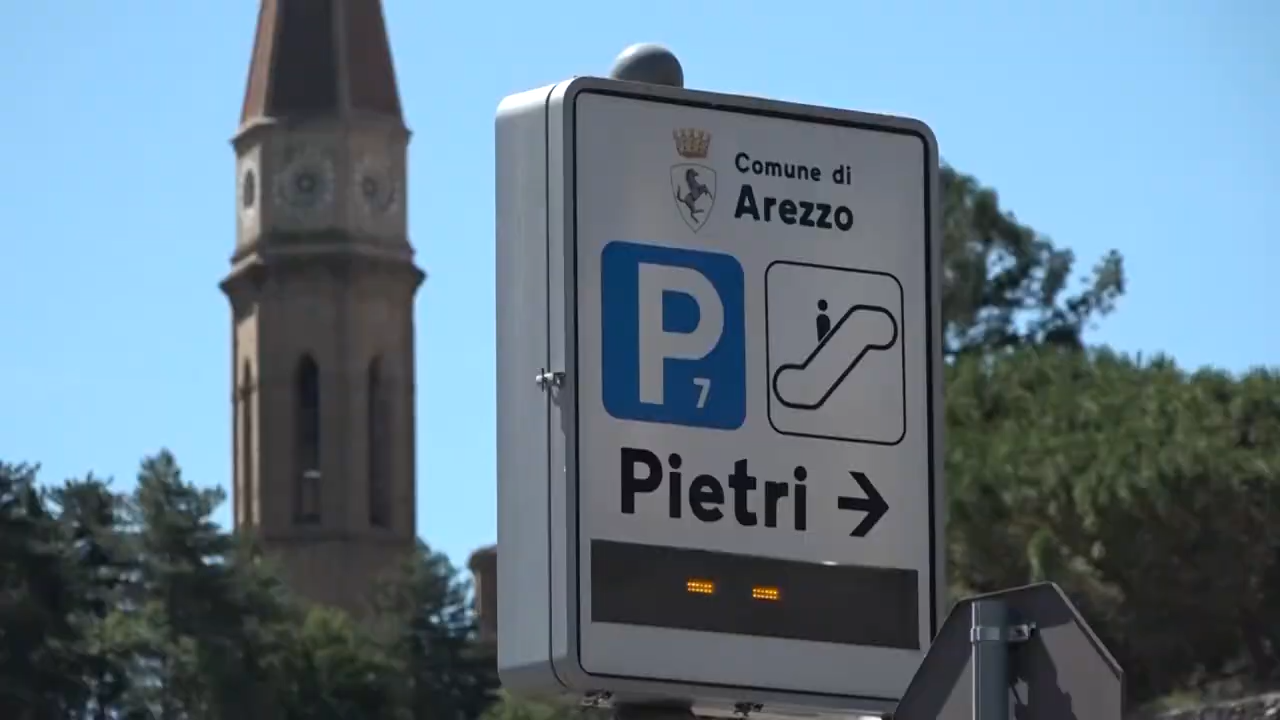 Comune di
Arezzo
P 7
Pietri →
- -